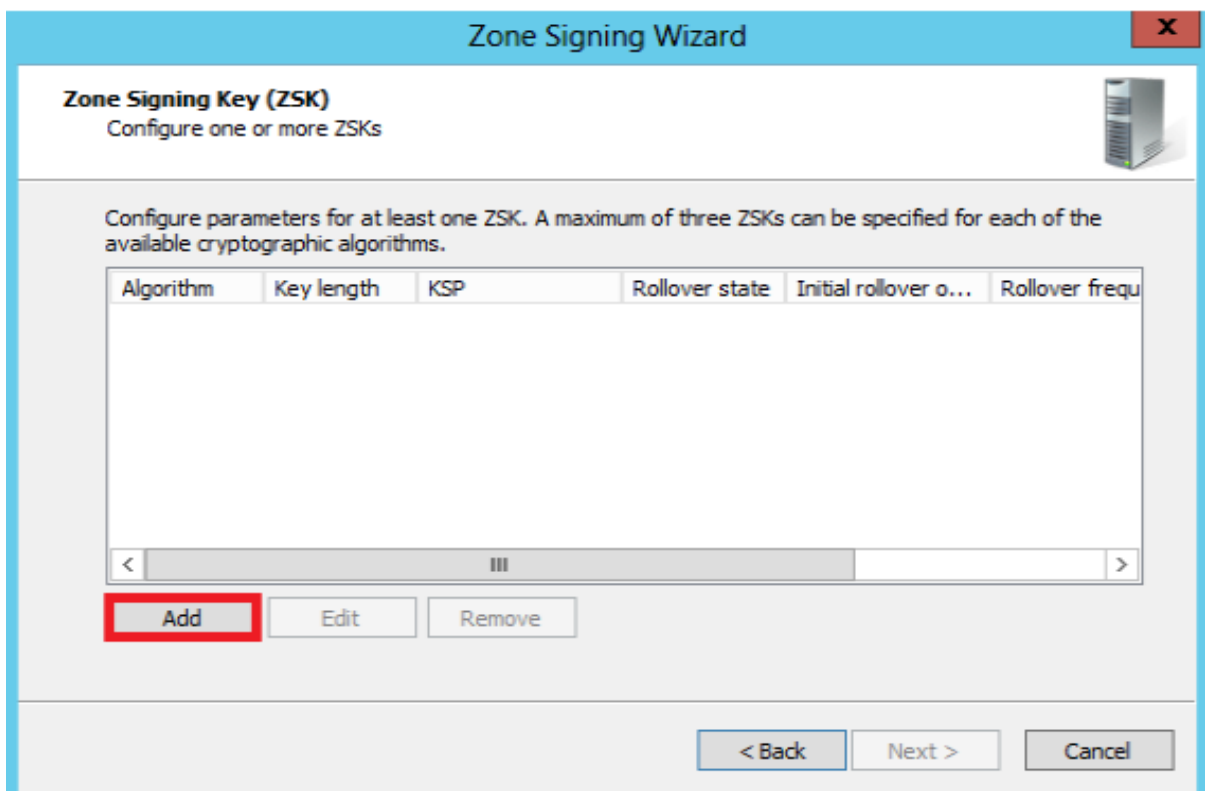 Zone Signing Wizard
x
Zone Signing Key (ZSK)
Configure one or more ZSKs
Configure parameters for at least one ZSK. A maximum of three ZSKs can be specified for each of the
available cryptographic algorithms.
Algorithm Key length KSP Rollover state Initial rollover o... Rollover frequ
Add Edit Remove
< Back Next > Cancel